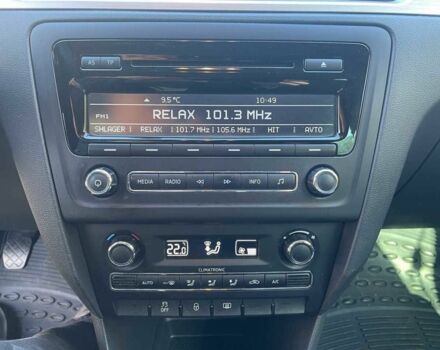 AS TP
9.5°C 10:49
FM1 RELAX 101.3 MHz
SHLAGER RELAX 101.7 MHz 105.6 MHz HIT AVTO
MEDIA RADIO INFO
22.0
CLIMATRONIC
AUTO A/C
OFF